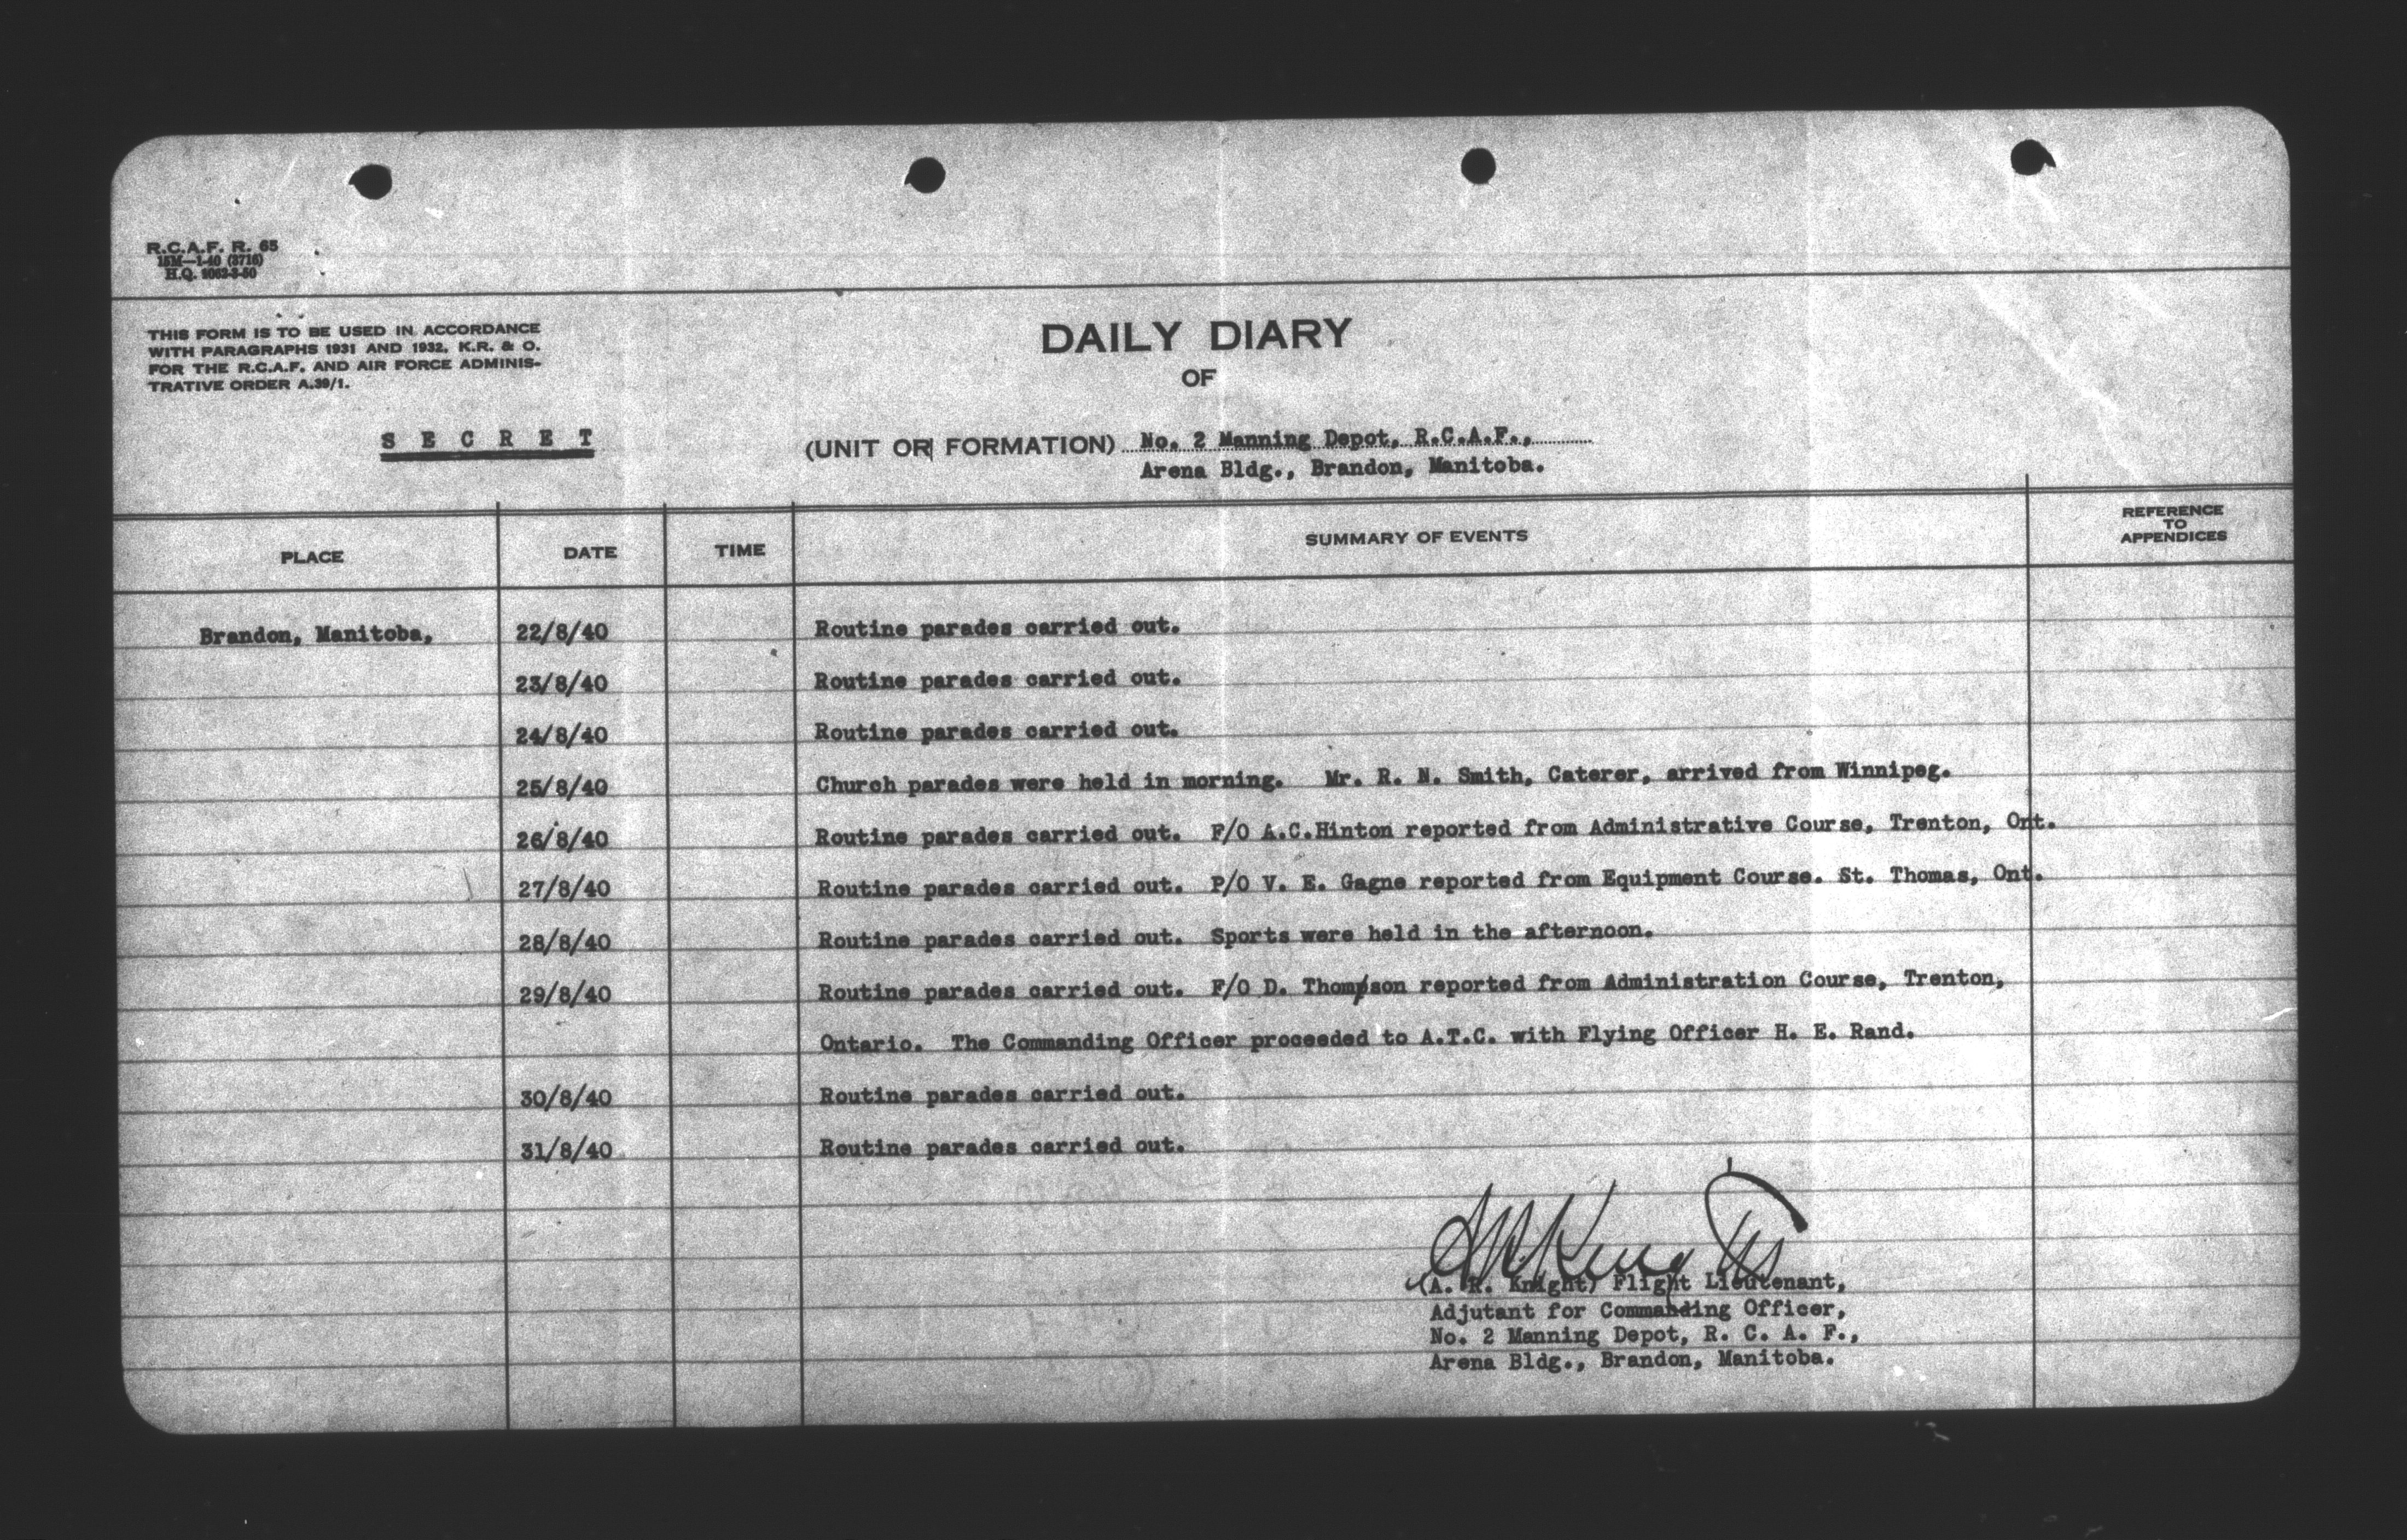 R.C.A.F. R. 65
15M—1-40 (3716)
H.Q. 1062-3-50
THIS FORM IS TO BE USED IN ACCORDANCE
WITH PARAGRAPHS 1931 AND 1932, K.R. & O.
FOR THE R.C.A.F. AND AIR FORCE ADMINIS-
TRATIVE ORDER A.39/1.
DAILY DIARY
OF
S E C R E T
(UNIT OR FORMATION) No. 2 Manning Depot, R.C.A.F.,
Arena Bldg., Brandon, Manitoba.
PLACE DATE TIME SUMMARY OF EVENTS REFERENCE TO APPENDICES
Brandon, Manitoba, 22/8/40 Routine parades carried out.
23/8/40 Routine parades carried out.
24/8/40 Routine parades carried out.
25/8/40 Church parades were held in morning. Mr. R. N. Smith, Caterer, arrived from Winnipeg.
26/8/40 Routine parades carried out. F/O A.C.Hinton reported from Administrative Course, Trenton, Ont.
27/8/40 Routine parades carried out. P/O V. E. Gagne reported from Equipment Course. St. Thomas, Ont.
28/8/40 Routine parades carried out. Sports were held in the afternoon.
29/8/40 Routine parades carried out. F/O D. Thompson reported from Administration Course, Trenton,
Ontario. The Commanding Officer proceeded to A.T.C. with Flying Officer H. E. Rand.
30/8/40 Routine parades carried out.
31/8/40 Routine parades carried out.
(A. R. Knight) Flight Lieutenant,
Adjutant for Commanding Officer,
No. 2 Manning Depot, R. C. A. F.,
Arena Bldg., Brandon, Manitoba.